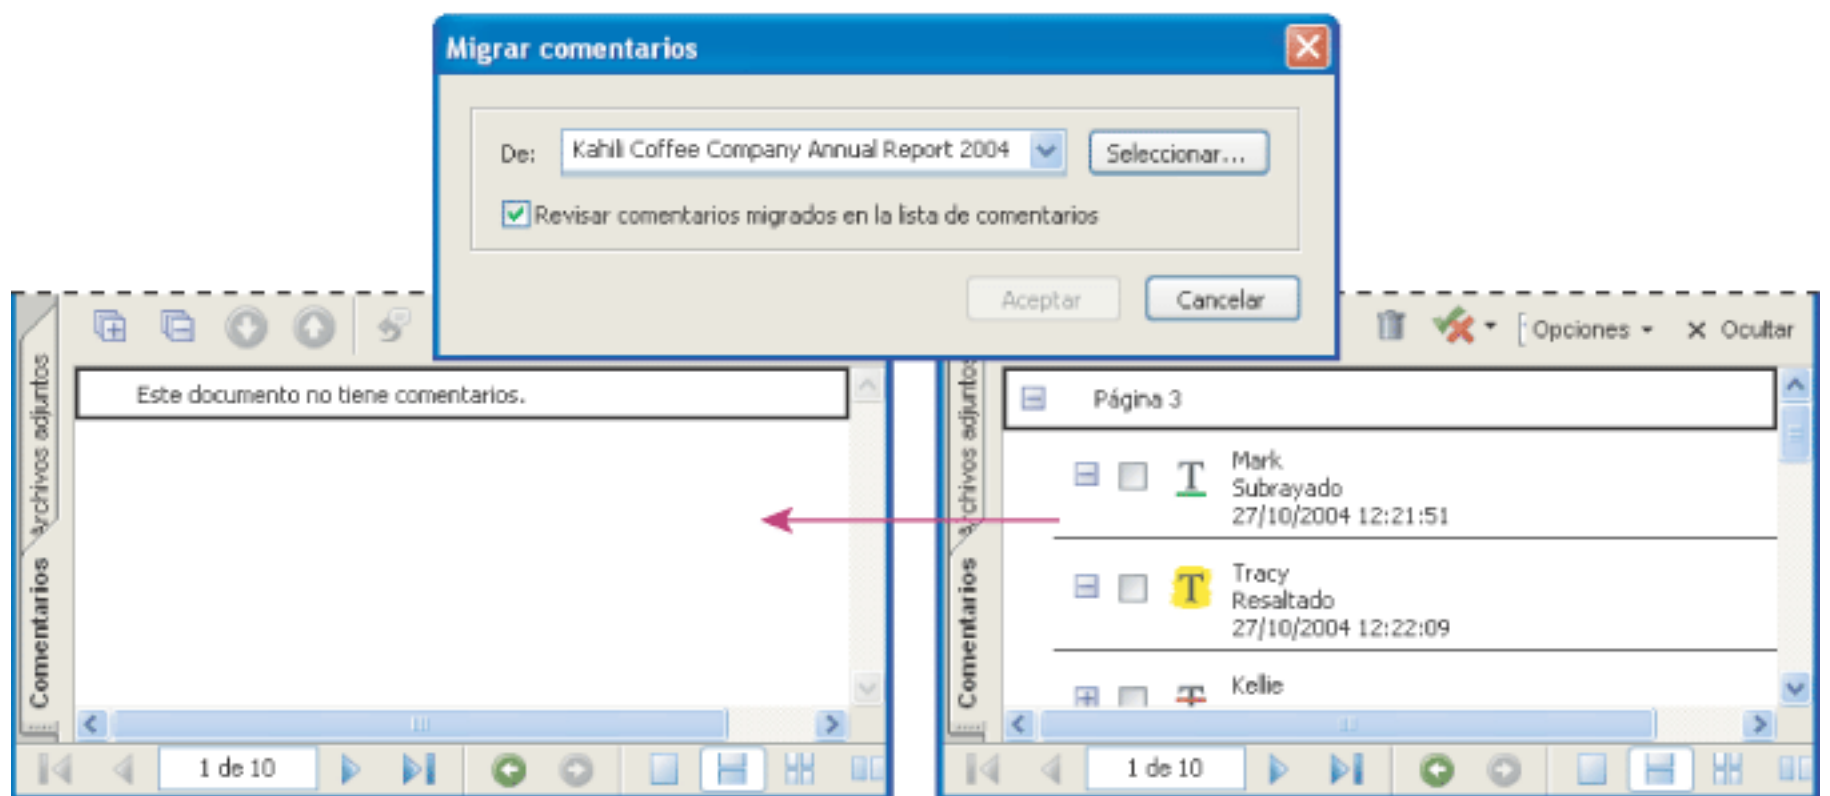 Migrar comentarios
De: Kahili Coffee Company Annual Report 2004 Seleccionar...
Revisar comentarios migrados en la lista de comentarios
Aceptar Cancelar
Archivos adjuntos
Comentarios
Este documento no tiene comentarios.
1 de 10
Opciones Ocultar
Archivos adjuntos
Comentarios
Página 3
Mark
Subrayado
27/10/2004 12:21:51
Tracy
Resaltado
27/10/2004 12:22:09
Kellie
1 de 10